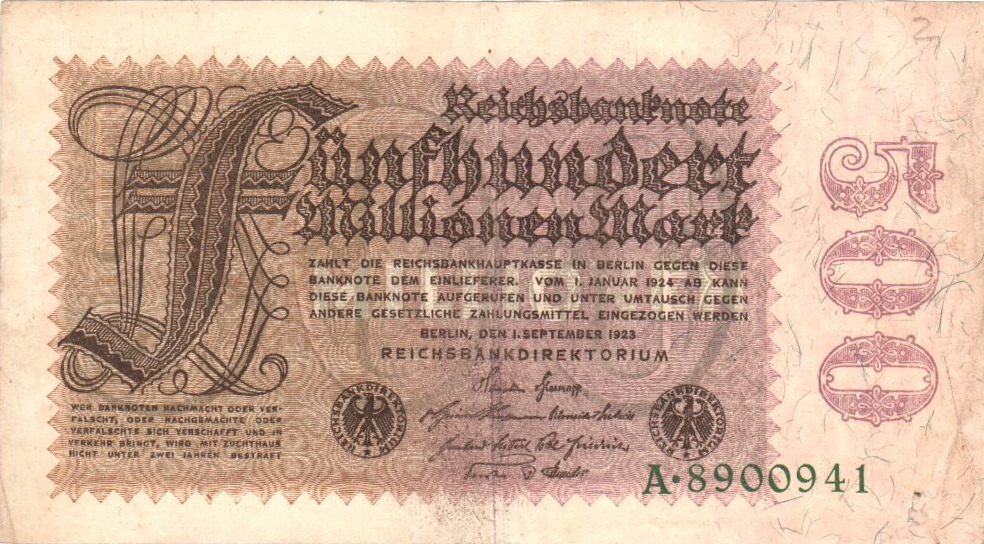 Reichsbanknote
Fünfhundert
Millionen Mark
ZAHLT DIE REICHSBANKHAUPTKASSE IN BERLIN GEGEN DIESE
BANKNOTE DEM EINLIEFERER. VOM 1. JANUAR 1924 AB KANN
DIESE BANKNOTE AUFGERUFEN UND UNTER UMTAUSCH GEGEN
ANDERE GESETZLICHE ZAHLUNGSMITTEL EINGEZOGEN WERDEN
BERLIN, DEN 1. SEPTEMBER 1923
REICHSBANKDIREKTORIUM
WER BANKNOTEN NACHMACHT ODER VER-
FÄLSCHT, ODER NACHGEMACHTE ODER
VERFÄLSCHTE SICH VERSCHAFFT UND IN
VERKEHR BRINGT, WIRD MIT ZUCHTHAUS
NICHT UNTER ZWEI JAHREN BESTRAFT
REICHSBANKDIREKTORIUM
REICHSBANKDIREKTORIUM
500
A·8900941